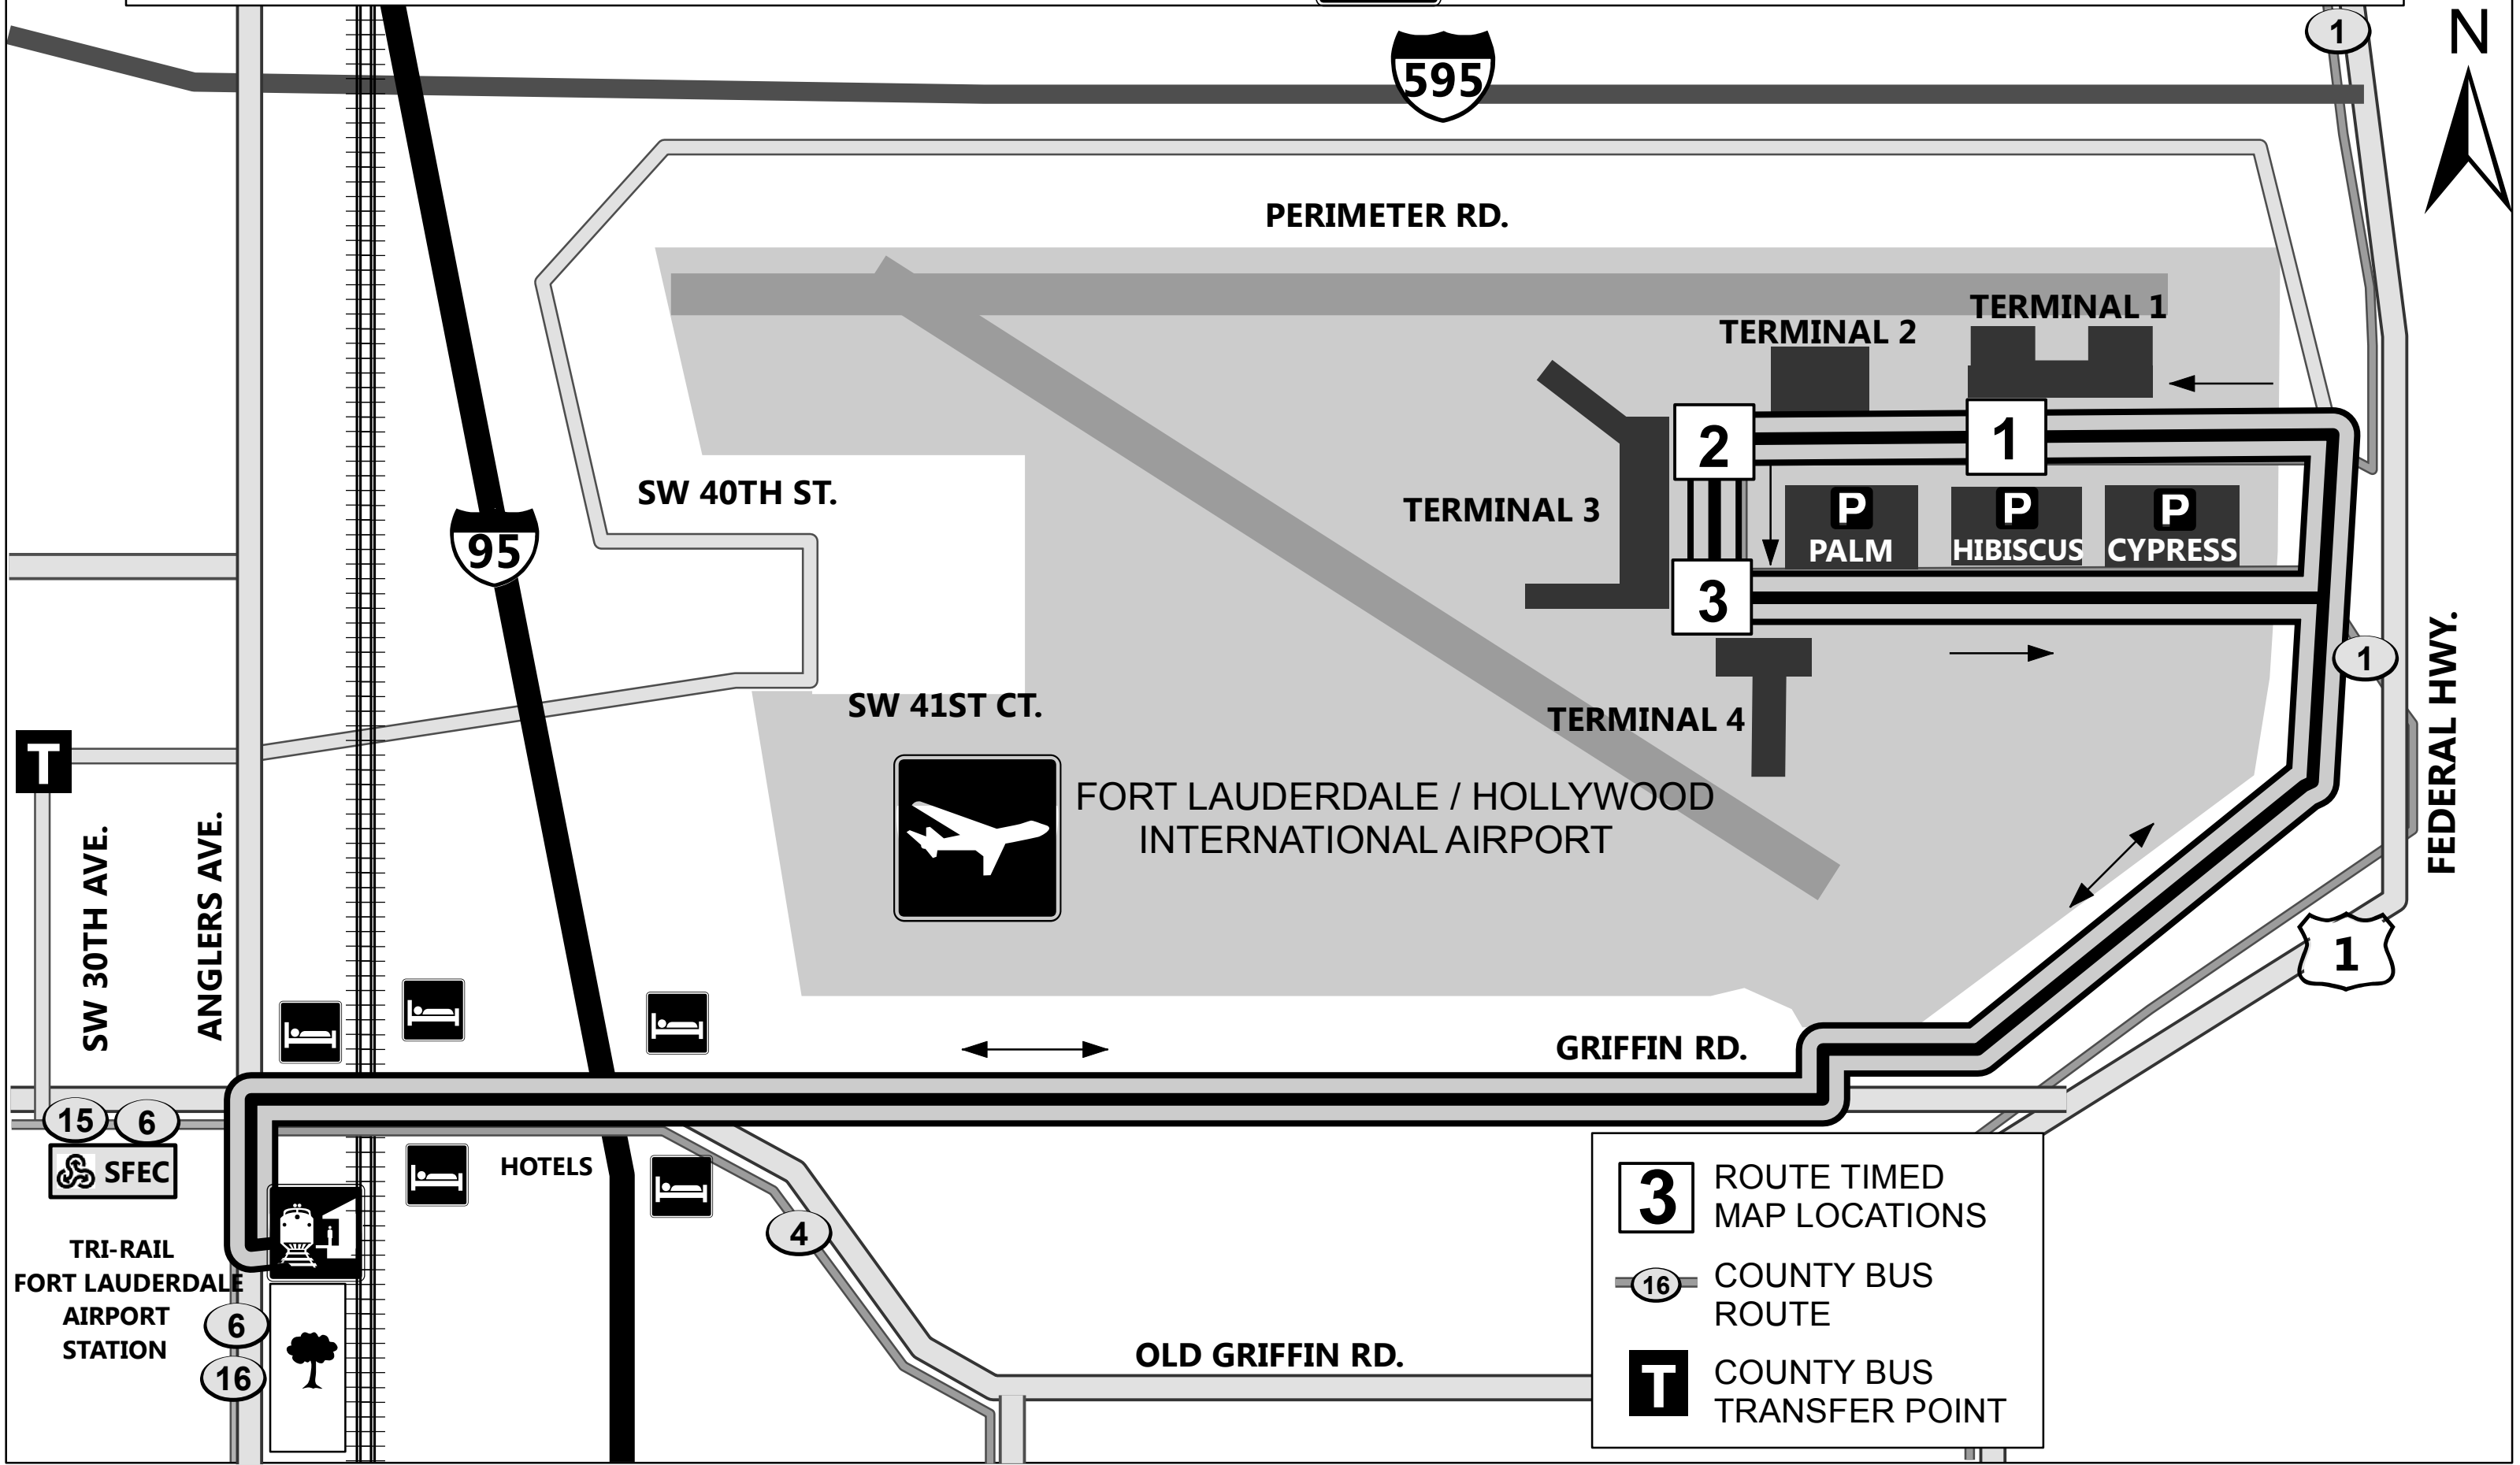 1
N
595
PERIMETER RD.
TERMINAL 1
TERMINAL 2
1
2
SW 40TH ST.
TERMINAL 3
P
P
P
PALM
HIBISCUS
CYPRESS
95
3
1
FEDERAL HWY.
SW 41ST CT.
TERMINAL 4
T
FORT LAUDERDALE / HOLLYWOOD
INTERNATIONAL AIRPORT
SW 30TH AVE.
ANGLERS AVE.
1
GRIFFIN RD.
15
6
SFEC
HOTELS
4
TRI-RAIL
FORT LAUDERDALE
AIRPORT
STATION
6
16
OLD GRIFFIN RD.
3
ROUTE TIMED
MAP LOCATIONS
16
COUNTY BUS
ROUTE
T
COUNTY BUS
TRANSFER POINT